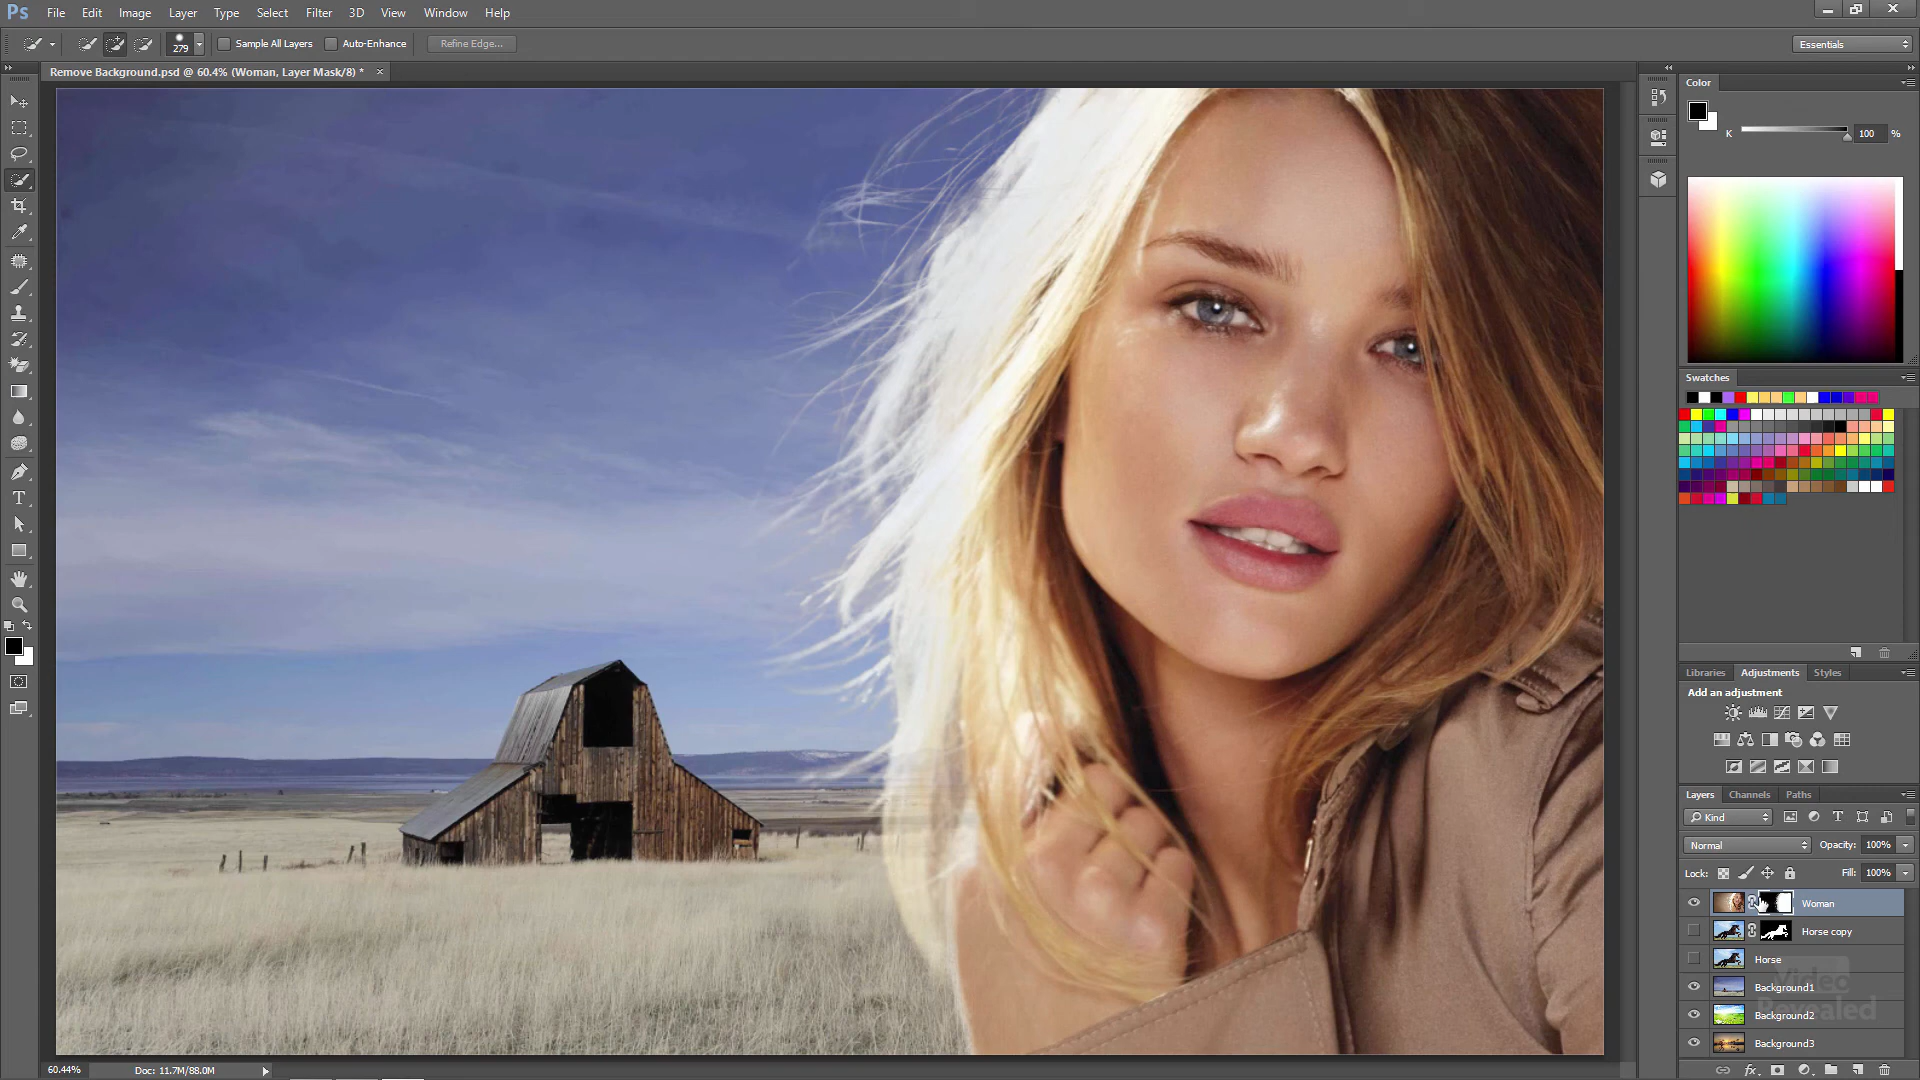 Ps File Edit Image Layer Type Select Filter 3D View Window Help
279 Sample All Layers Auto-Enhance Refine Edge... Essentials
Remove Background.psd @ 60.4% (Woman, Layer Mask/8) * ×
Color
K 100 %
Swatches
Libraries Adjustments Styles
Add an adjustment
Layers Channels Paths
Kind
Normal Opacity: 100%
Lock: Fill: 100%
Woman
Horse copy
Horse
Background1
Background2
Background3
Video
Revealed
60.44% Doc: 11.7M/88.0M